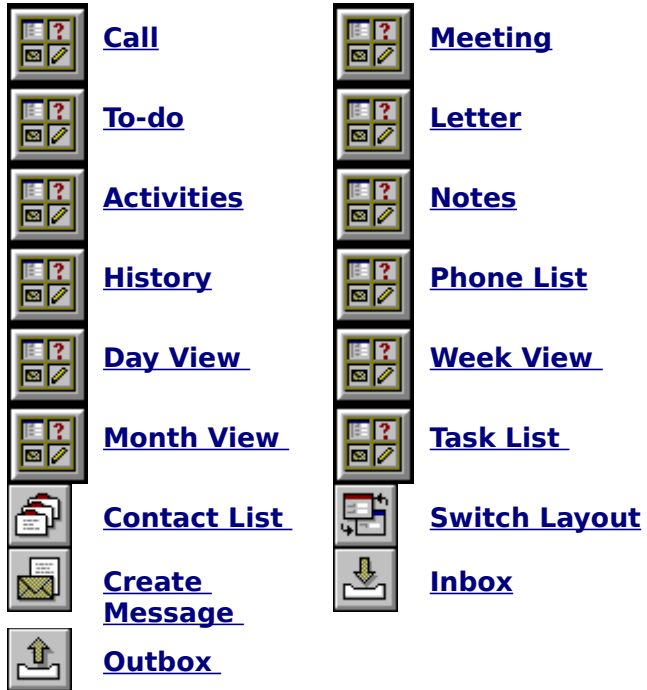 Call
Meeting
To-do
Letter
Activities
Notes
History
Phone List
Day View
Week View
Month View
Task List
Contact List
Switch Layout
Create
Message
Inbox
Outbox